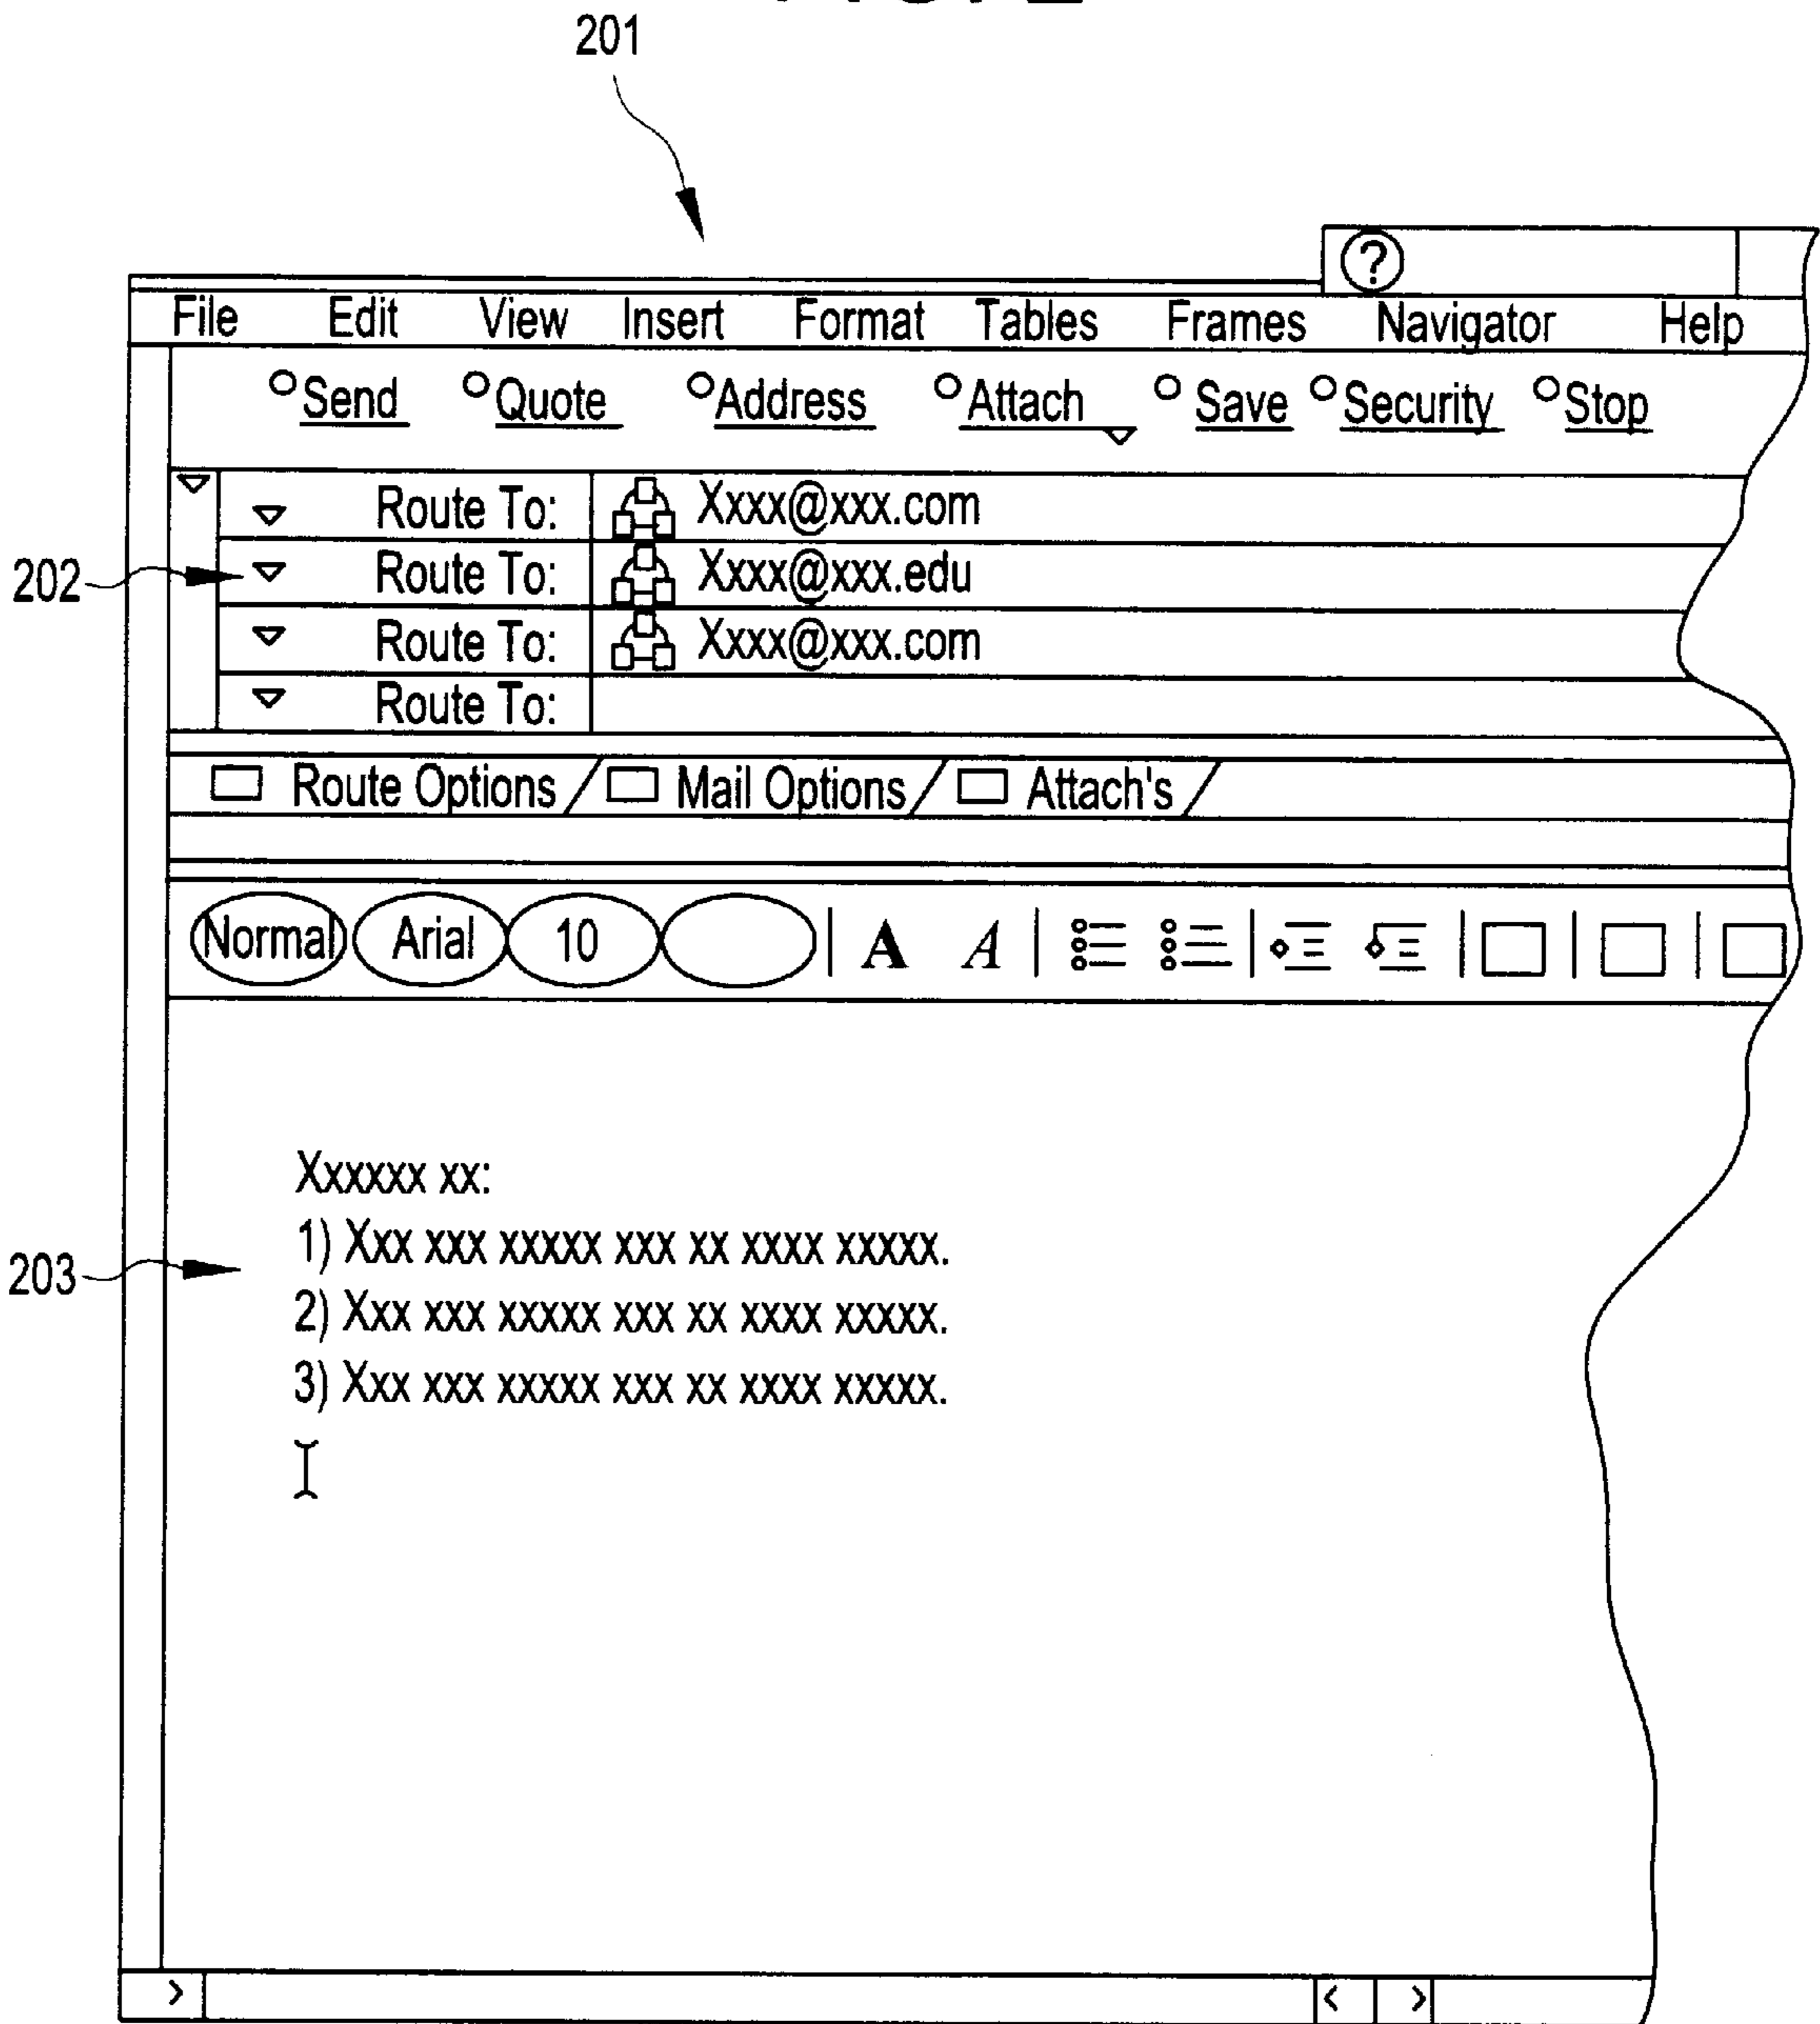 201
?
File Edit View Insert Format Tables Frames Navigator Help
Send Quote Address Attach Save Security Stop
Route To: Xxxx@xxx.com
202 Route To: Xxxx@xxx.edu
Route To: Xxxx@xxx.com
Route To:
Route Options Mail Options Attach's
Normal Arial 10 A A
Xxxxxx xx:
203 1) Xxx xxx xxxxx xxx xx xxxx xxxxx.
2) Xxx xxx xxxxx xxx xx xxxx xxxxx.
3) Xxx xxx xxxxx xxx xx xxxx xxxxx.
> < >